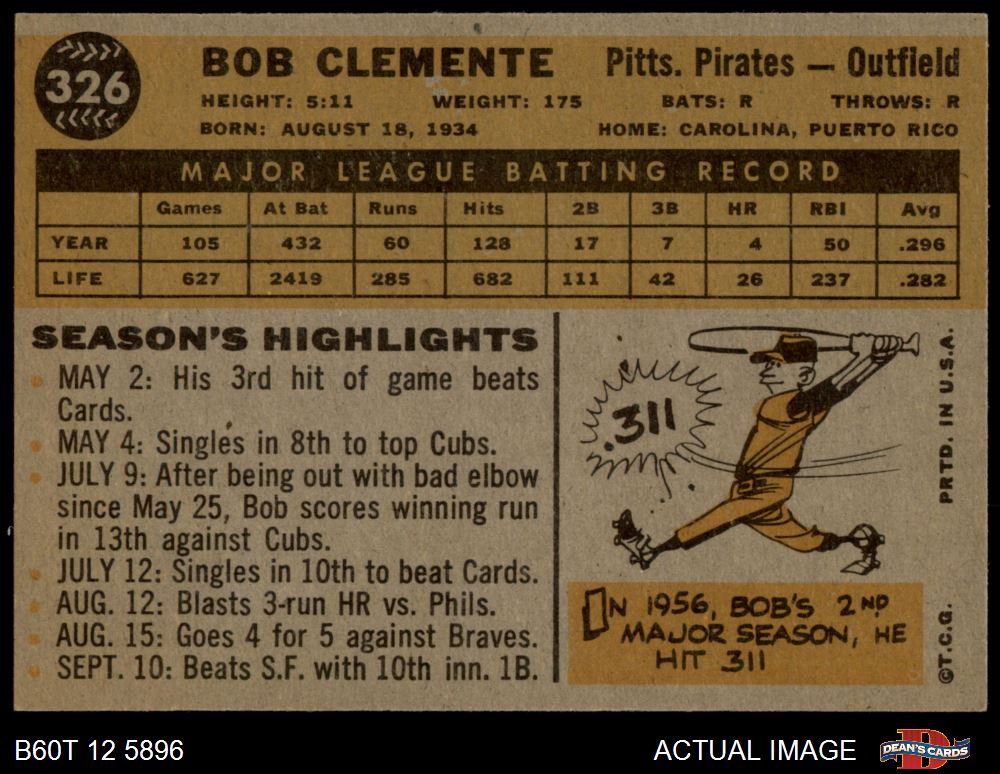 326
BOB CLEMENTE Pitts. Pirates — Outfield
HEIGHT: 5:11 WEIGHT: 175 BATS: R THROWS: R
BORN: AUGUST 18, 1934 HOME: CAROLINA, PUERTO RICO
MAJOR LEAGUE BATTING RECORD
Games At Bat Runs Hits 2B 3B HR RBI Avg
YEAR 105 432 60 128 17 7 4 50 .296
LIFE 627 2419 285 682 111 42 26 237 .282
SEASON'S HIGHLIGHTS
MAY 2: His 3rd hit of game beats
Cards.
MAY 4: Singles in 8th to top Cubs.
JULY 9: After being out with bad elbow
since May 25, Bob scores winning run
in 13th against Cubs.
JULY 12: Singles in 10th to beat Cards.
AUG. 12: Blasts 3-run HR vs. Phils.
AUG. 15: Goes 4 for 5 against Braves.
SEPT. 10: Beats S.F. with 10th inn. 1B.
.311
IN 1956, BOB'S 2ND
MAJOR SEASON, HE
HIT 311
©T.C.G. PRTD. IN U.S.A.
B60T 12 5896 ACTUAL IMAGE
DEAN'S CARDS